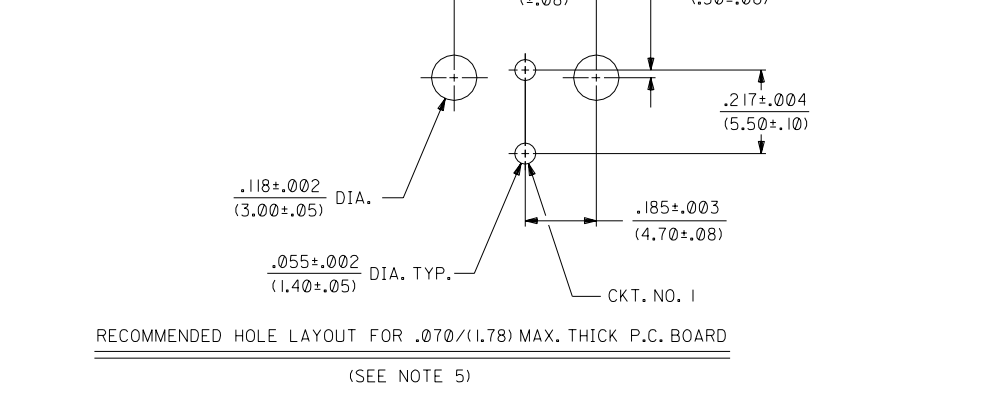 .217±.004
(5.50±.10)
.118±.002
(3.00±.05)
DIA.
.185±.003
(4.70±.08)
.055±.002
(1.40±.05)
DIA. TYP.
CKT. NO. 1
RECOMMENDED HOLE LAYOUT FOR .070/(1.78) MAX. THICK P.C. BOARD
(SEE NOTE 5)